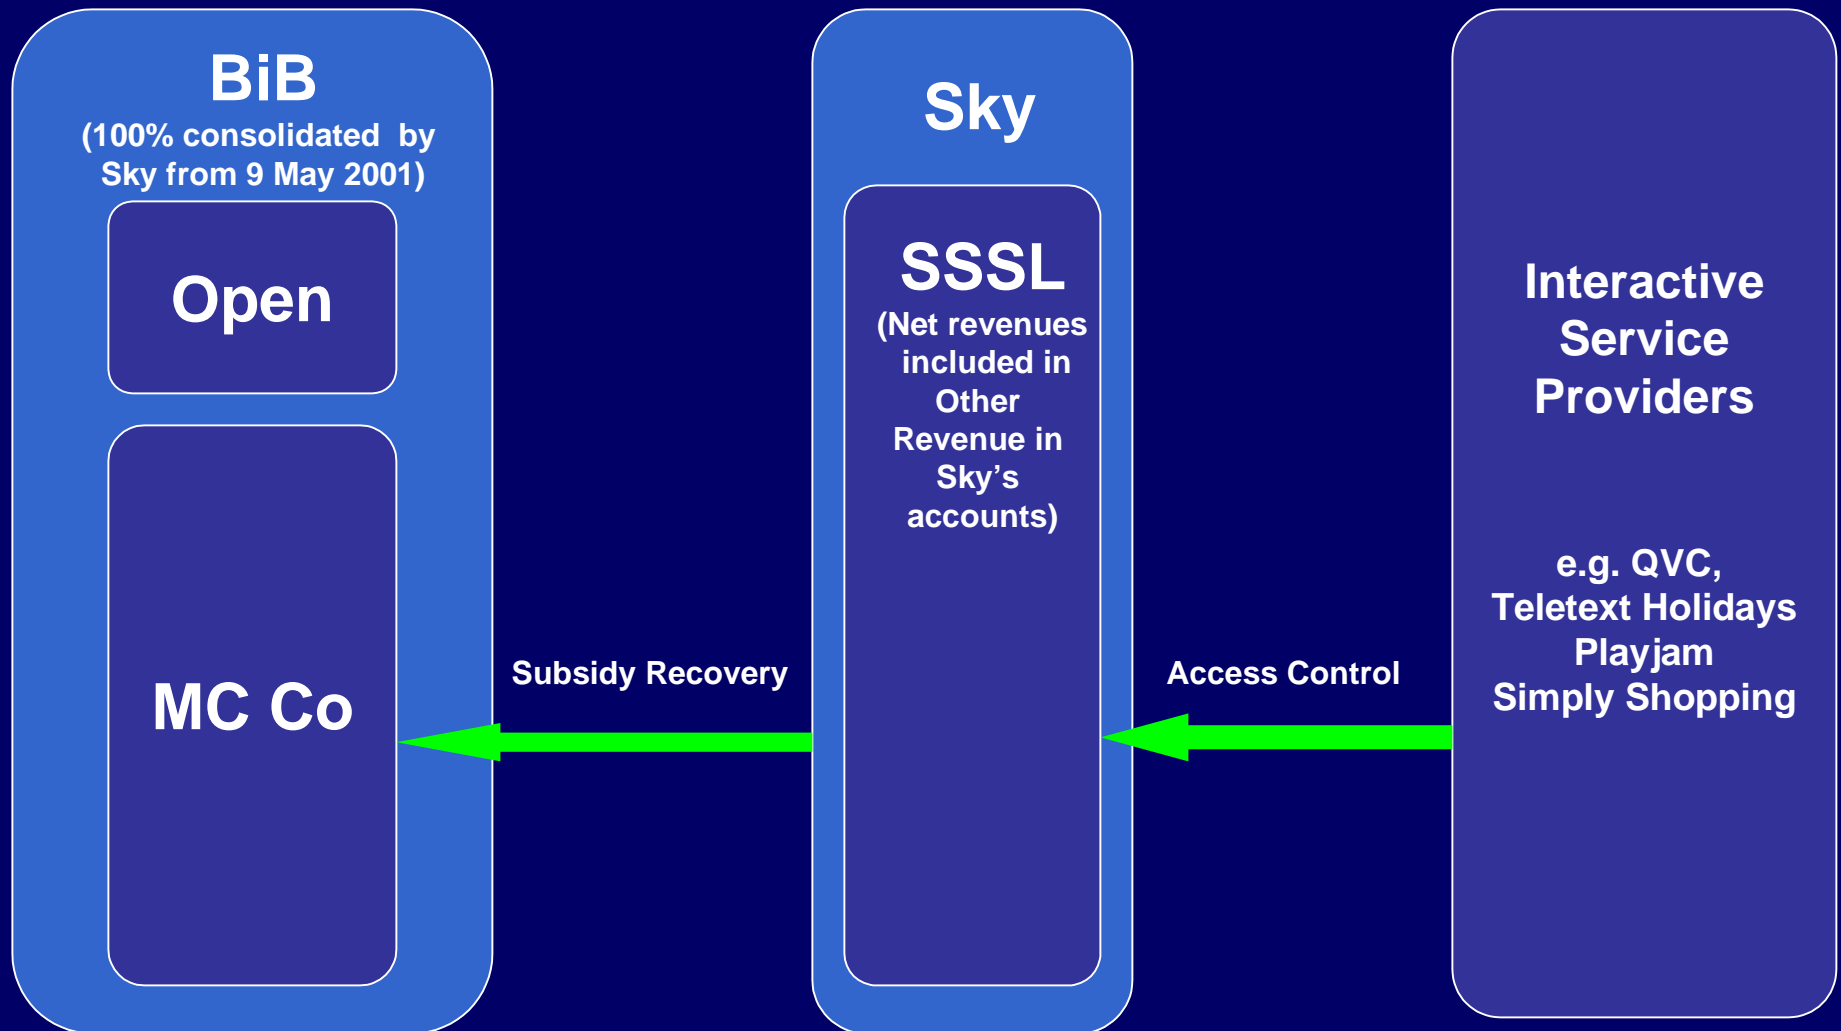 BiB
(100% consolidated by
Sky from 9 May 2001)
Open
MC Co
Subsidy Recovery
Sky
SSSL
(Net revenues
included in
Other
Revenue in
Sky’s
accounts)
Access Control
Interactive
Service
Providers
e.g. QVC,
Teletext Holidays
Playjam
Simply Shopping